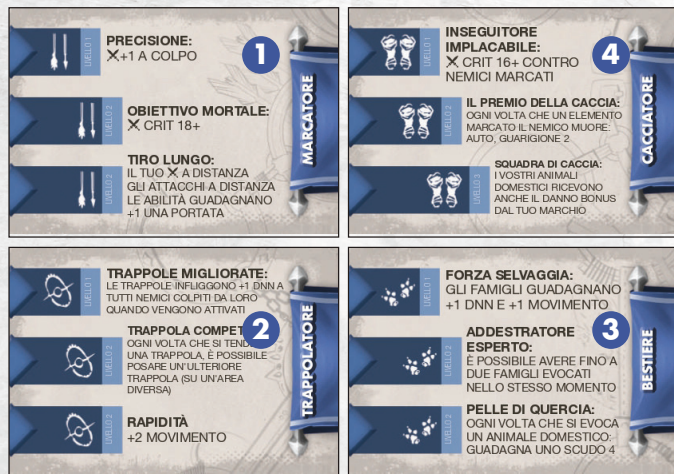 PRECISIONE:
+1 A COLPO
1
LIVELLO 1
OBIETTIVO MORTALE:
CRIT 18+
LIVELLO 2
TIRO LUNGO:
IL TUO A DISTANZA
GLI ATTACCHI A DISTANZA
LE ABILITÀ GUADAGNANO
+1 UNA PORTATA
LIVELLO 2
MARCATORE
INSEGUITORE
IMPLACABILE:
CRIT 16+ CONTRO
NEMICI MARCATI
4
LIVELLO 1
IL PREMIO DELLA CACCIA:
OGNI VOLTA CHE UN ELEMENTO
MARCATO IL NEMICO MUORE:
AUTO, GUARIGIONE 2
LIVELLO 2
SQUADRA DI CACCIA:
I VOSTRI ANIMALI
DOMESTICI RICEVONO
ANCHE IL DANNO BONUS
DAL TUO MARCHIO
LIVELLO 3
CACCIATORE
TRAPPOLE MIGLIORATE:
LE TRAPPOLE INFLIGGONO +1 DNN A
TUTTI NEMICI COLPITI DA LORO
QUANDO VENGONO ATTIVATI
LIVELLO 1
2
TRAPPOLA COMPET
OGNI VOLTA CHE SI TEND
UNA TRAPPOLA, È POSSIBILE
POSARE UN'ULTERIORE
TRAPPOLA (SU UN'AREA
DIVERSA)
LIVELLO 2
RAPIDITÀ
+2 MOVIMENTO
LIVELLO 2
TRAPPOLATORE
FORZA SELVAGGIA:
GLI FAMIGLI GUADAGNANO
+1 DNN E +1 MOVIMENTO
LIVELLO 1
3
ADDESTRATORE
ESPERTO:
È POSSIBILE AVERE FINO A
DUE FAMIGLI EVOCATI
NELLO STESSO MOMENTO
LIVELLO 2
PELLE DI QUERCIA:
OGNI VOLTA CHE SI EVOCA
UN ANIMALE DOMESTICO:
GUADAGNA UNO SCUDO 4
LIVELLO 2
BESTIERE